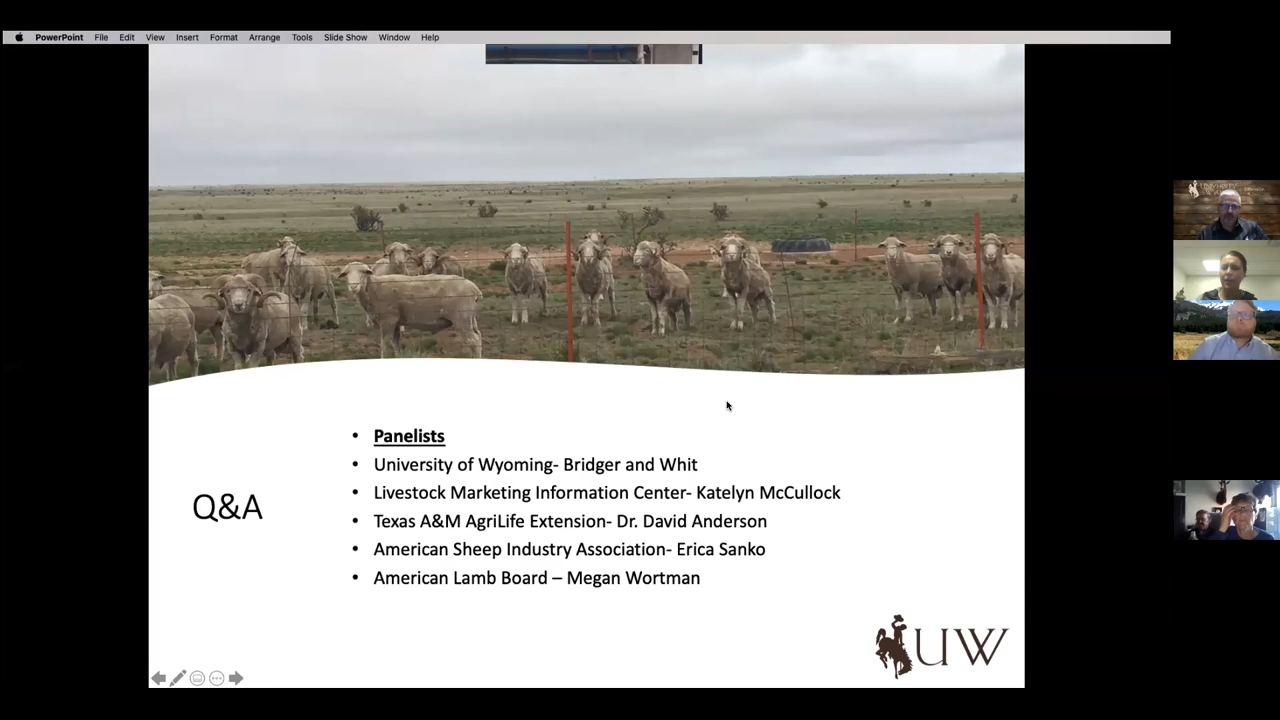 PowerPoint File Edit View Insert Format Arrange Tools Slide Show Window Help
Q&A
• Panelists
• University of Wyoming- Bridger and Whit
• Livestock Marketing Information Center- Katelyn McCullock
• Texas A&M AgriLife Extension- Dr. David Anderson
• American Sheep Industry Association- Erica Sanko
• American Lamb Board – Megan Wortman
UW